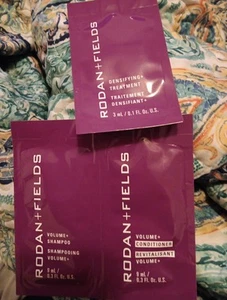 RODAN+FIELDS
DENSIFYING+
TREATMENT
TRAITEMENT
DENSIFIANT+
3 mL / 0.1 FL. OZ. U.S.
RODAN+FIELDS
VOLUME+
SHAMPOO
SHAMPOOING
VOLUME+
9 mL /
0.3 FL. OZ. U.S.
RODAN+FIELDS
VOLUME+
CONDITIONER
REVITALISANT
VOLUME+
9 mL /
0.3 FL. OZ. U.S.